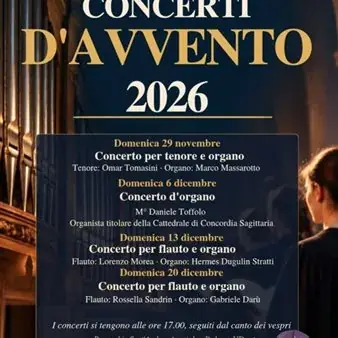 CONCERTI
D'AVVENTO
2026
Domenica 29 novembre
Concerto per tenore e organo
Tenore: Omar Tomasini - Organo: Marco Massarotto
Domenica 6 dicembre
Concerto d'organo
M° Daniele Toffolo
Organista titolare della Cattedrale di Concordia Sagittaria
Domenica 13 dicembre
Concerto per flauto e organo
Flauto: Lorenzo Morea - Organo: Hermes Dugulin Stratti
Domenica 20 dicembre
Concerto per flauto e organo
Flauto: Rossella Sandrin - Organo: Gabriele Darù
I concerti si tengono alle ore 17.00, seguiti dal canto dei vespri